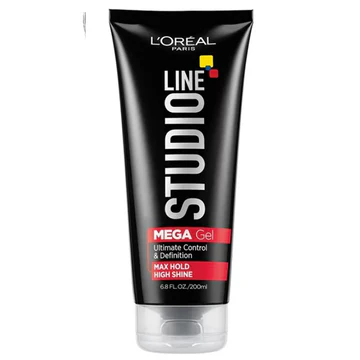 L'ORÉAL
PARIS
STUDIO LINE
MEGA Gel
Ultimate Control
& Definition
MAX HOLD
HIGH SHINE
6.8 FL.OZ./200ml